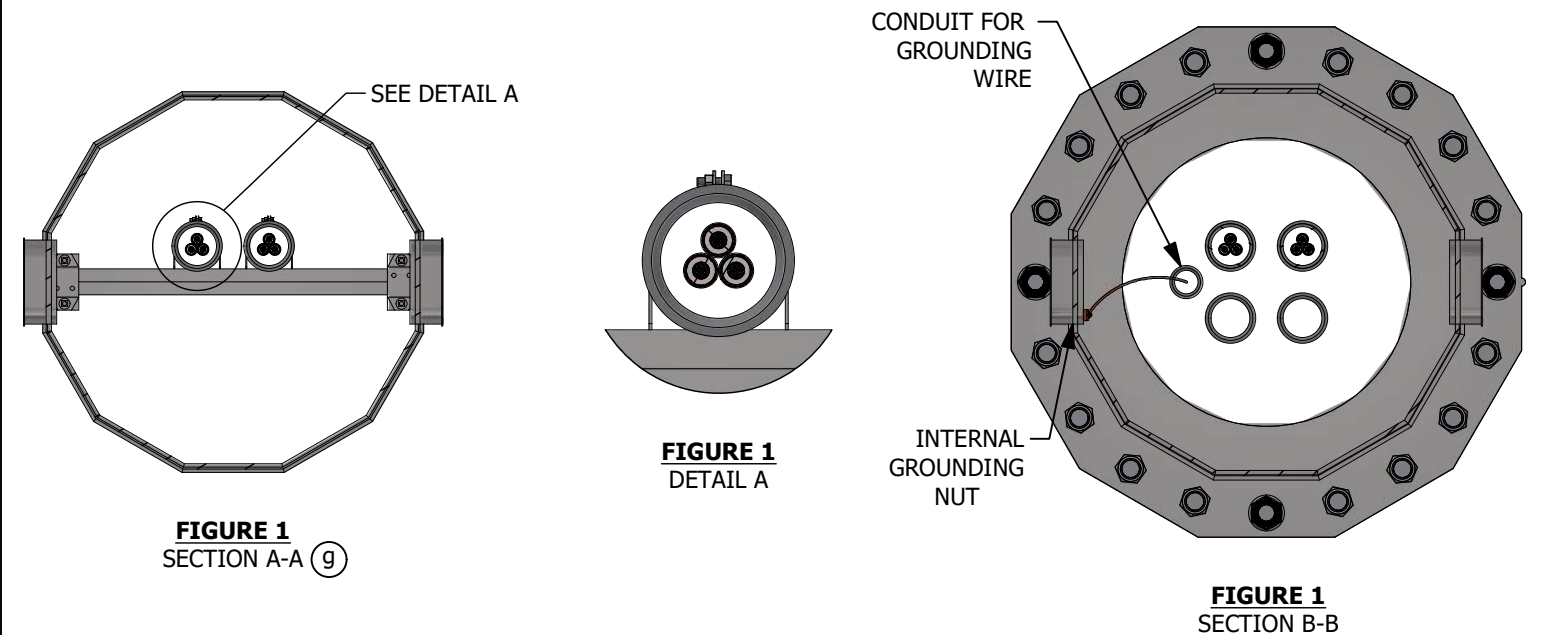 SEE DETAIL A
FIGURE 1
SECTION A-A g
FIGURE 1
DETAIL A
CONDUIT FOR
GROUNDING
WIRE
INTERNAL
GROUNDING
NUT
FIGURE 1
SECTION B-B